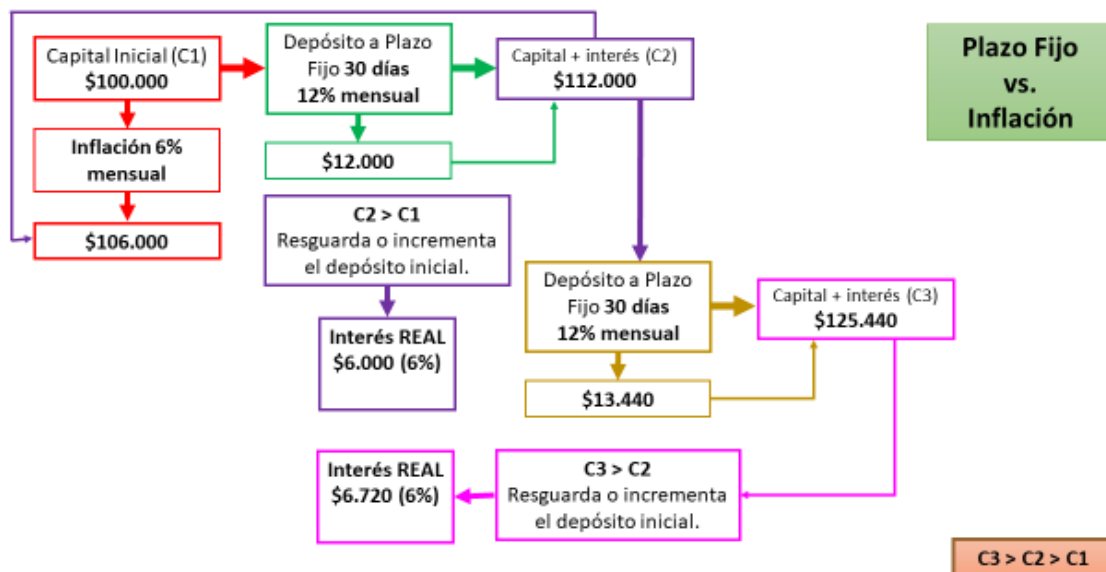 Plazo Fijo
vs.
Inflación
Capital Inicial (C1)
$100.000
Depósito a Plazo
Fijo 30 días
12% mensual
Capital + interés (C2)
$112.000
Inflación 6%
mensual
$12.000
$106.000
C2 > C1
Resguarda o incrementa
el depósito inicial.
Interés REAL
$6.000 (6%)
Depósito a Plazo
Fijo 30 días
12% mensual
Capital + interés (C3)
$125.440
$13.440
C3 > C2
Resguarda o incrementa
el depósito inicial.
Interés REAL
$6.720 (6%)
C3 > C2 > C1